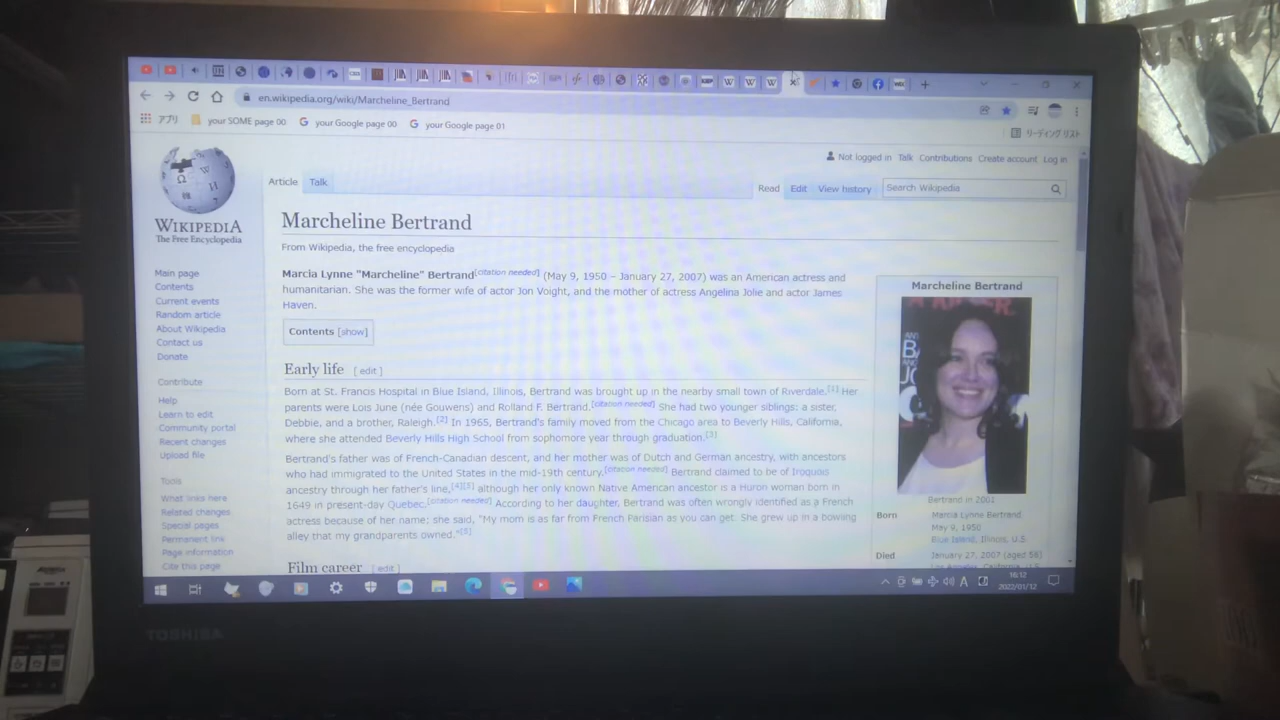 en.wikipedia.org/wiki/Marcheline_Bertrand
アプリ your SOME page 00 your Google page 00 your Google page 01
リーディング リスト
Not logged in Talk Contributions Create account Log in
Article Talk
Read Edit View history Search Wikipedia
WIKIPEDIA
The Free Encyclopedia
Marcheline Bertrand
From Wikipedia, the free encyclopedia
Marcia Lynne "Marcheline" Bertrand[citation needed] (May 9, 1950 – January 27, 2007) was an American actress and
humanitarian. She was the former wife of actor Jon Voight, and the mother of actress Angelina Jolie and actor James
Haven.
Contents [show]
Early life [ edit ]
Born at St. Francis Hospital in Blue Island, Illinois, Bertrand was brought up in the nearby small town of Riverdale.[1] Her
parents were Lois June (née Gouwens) and Rolland F. Bertrand.[citation needed] She had two younger siblings: a sister,
Debbie, and a brother, Raleigh.[2] In 1965, Bertrand's family moved from the Chicago area to Beverly Hills, California,
where she attended Beverly Hills High School from sophomore year through graduation.[3]
Bertrand's father was of French-Canadian descent, and her mother was of Dutch and German ancestry, with ancestors
who had immigrated to the United States in the mid-19th century.[citation needed] Bertrand claimed to be of Iroquois
ancestry through her father's line,[4][5] although her only known Native American ancestor is a Huron woman born in
1649 in present-day Quebec.[citation needed] According to her daughter, Bertrand was often wrongly identified as a French
actress because of her name; she said, "My mom is as far from French Parisian as you can get. She grew up in a bowling
alley that my grandparents owned."[5]
Film career [ edit ]
Main page
Contents
Current events
Random article
About Wikipedia
Contact us
Donate
Contribute
Help
Learn to edit
Community portal
Recent changes
Upload file
Tools
What links here
Related changes
Special pages
Permanent link
Page information
Cite this page
Marcheline Bertrand
Bertrand in 2001
Born Marcia Lynne Bertrand
May 9, 1950
Blue Island, Illinois, U.S.
Died January 27, 2007 (aged 56)
Los Angeles, California, U.S.
A
16:12
2022/01/12
TOSHIBA